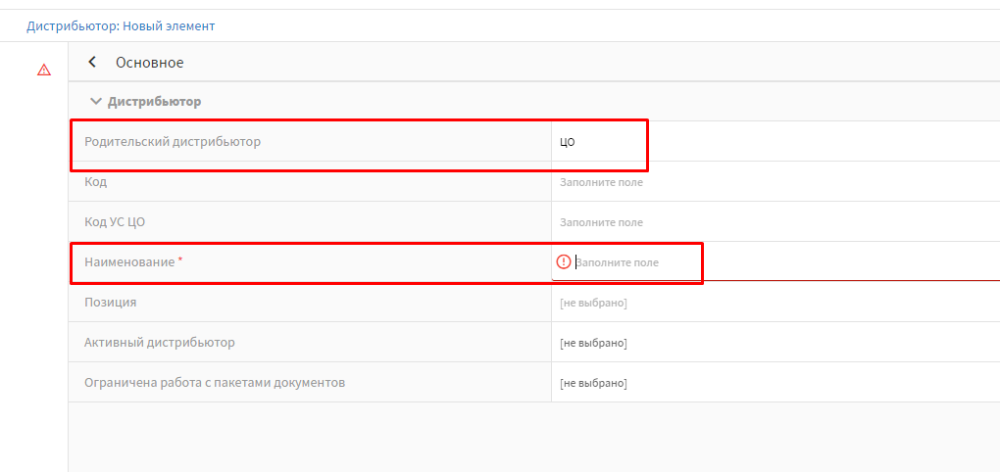 Дистрибьютор: Новый элемент
Основное
Дистрибьютор
Родительский дистрибьютор ЦО
Код Заполните поле
Код УС ЦО Заполните поле
Наименование * Заполните поле
Позиция [не выбрано]
Активный дистрибьютор [не выбрано]
Ограничена работа с пакетами документов [не выбрано]